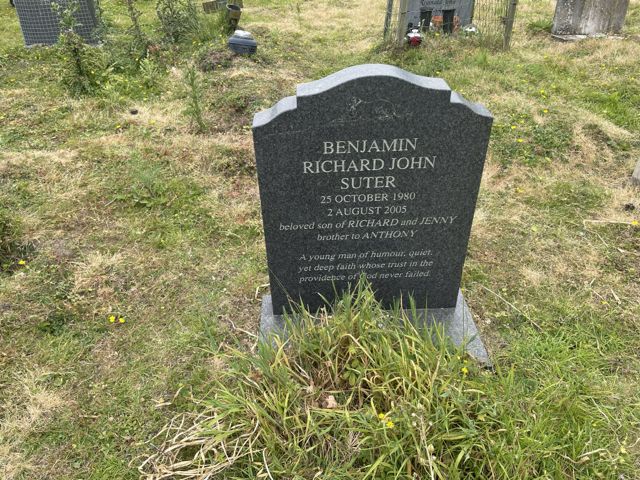 BENJAMIN
RICHARD JOHN
SUTER
25 OCTOBER 1980
2 AUGUST 2005
beloved son of RICHARD and JENNY
brother to ANTHONY
A young man of humour, quiet,
yet deep faith whose trust in the
providence of God never failed.